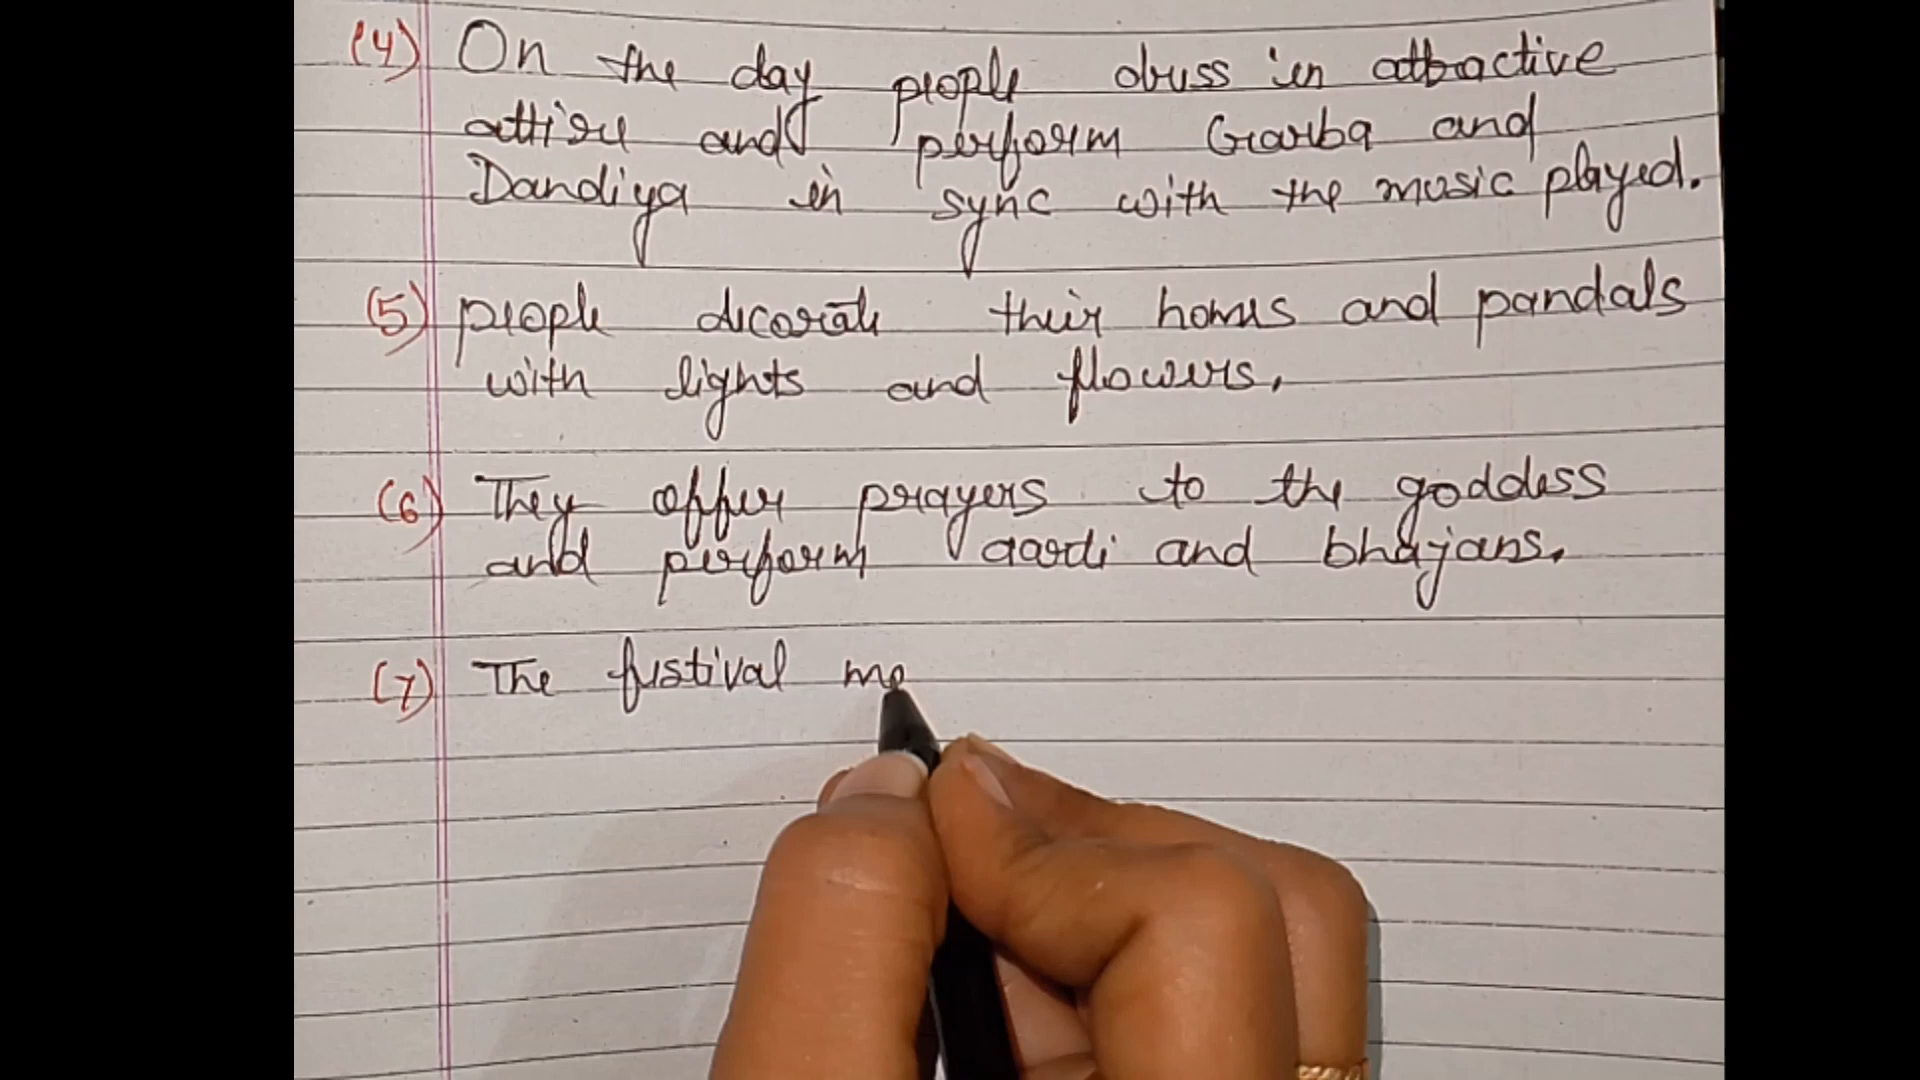 (4) On the day people dress in attractive
attire and perform Garba and
Dandiya in sync with the music played.
(5) people decorate their homes and pandals
with lights and flowers.
(6) They offer prayers to the goddess
and perform aarti and bhajans.
(7) The festival ma